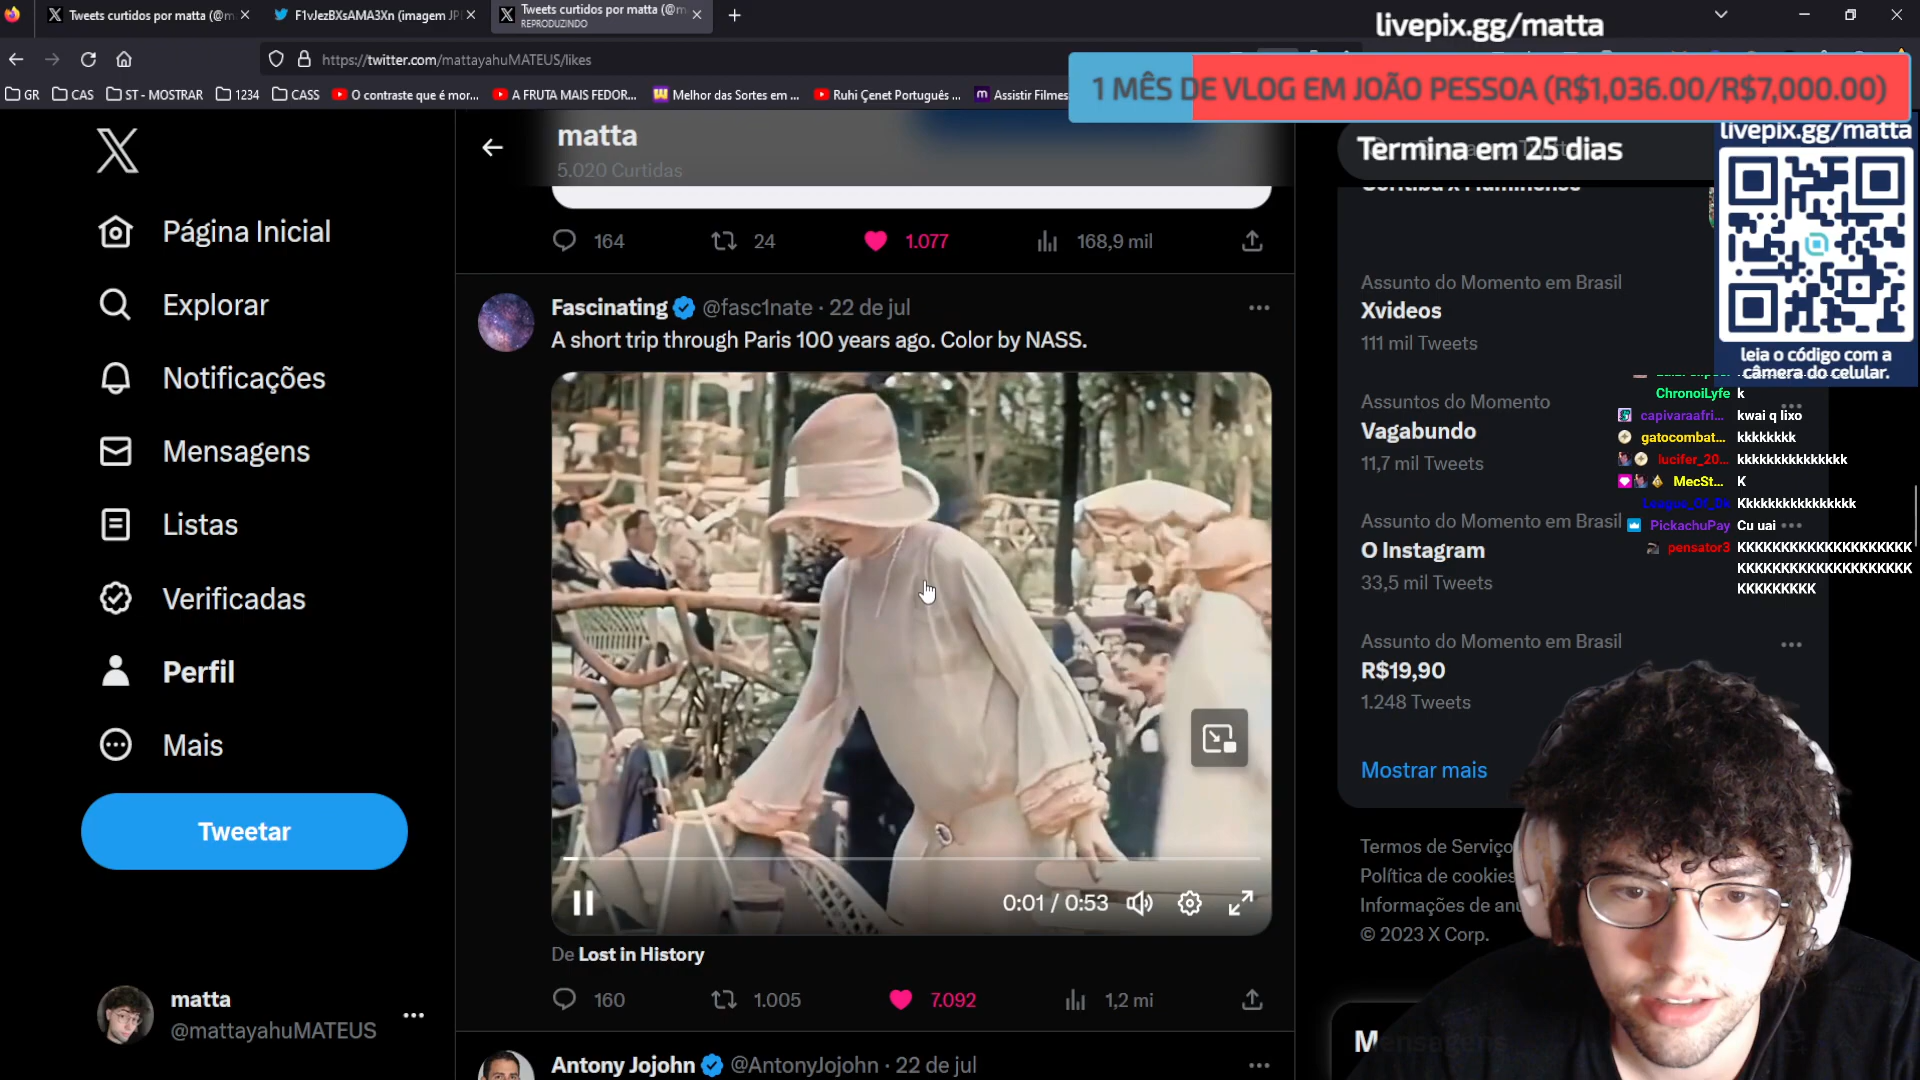 Tweets curtidos por matta (@m
F1vJezBXsAMA3Xn (imagem JP
Tweets curtidos por matta (@m
REPRODUZINDO
livepix.gg/matta
https://twitter.com/mattayahuMATEUS/likes
1 MÊS DE VLOG EM JOÃO PESSOA (R$1,036.00/R$7,000.00)
GR
CAS
ST - MOSTRAR
1234
CASS
O contraste que é mor...
A FRUTA MAIS FEDOR...
Melhor das Sortes em ...
Ruhi Çenet Português ...
Assistir Filmes
livepix.gg/matta
Termina em 25 dias
leia o código com a
câmera do celular.
X
Página Inicial
Explorar
Notificações
Mensagens
Listas
Verificadas
Perfil
Mais
Tweetar
matta
@mattayahuMATEUS
matta
5.020 Curtidas
164
24
1.077
168,9 mil
Fascinating @fasc1nate · 22 de jul
A short trip through Paris 100 years ago. Color by NASS.
0:01 / 0:53
De Lost in History
160
1.005
7.092
1,2 mi
Antony Jojohn @AntonyJojohn · 22 de jul
Assunto do Momento em Brasil
Xvideos
111 mil Tweets
Assuntos do Momento
Vagabundo
11,7 mil Tweets
Assunto do Momento em Brasil
O Instagram
33,5 mil Tweets
Assunto do Momento em Brasil
R$19,90
1.248 Tweets
Mostrar mais
Termos de Serviço
Política de cookies
Informações de anú
© 2023 X Corp.
Mensagens
ChronoiLyfe k
capivaraafri... kwai q lixo
gatocombat... kkkkkkkk
lucifer_20... kkkkkkkkkkkkkkk
MecSt... K
League_Of_Dk Kkkkkkkkkkkkkkkk
PickachuPay Cu uai
pensator3 KKKKKKKKKKKKKKKKKKK
KKKKKKKKKKKKKKKKKKK
KKKKKKKKK